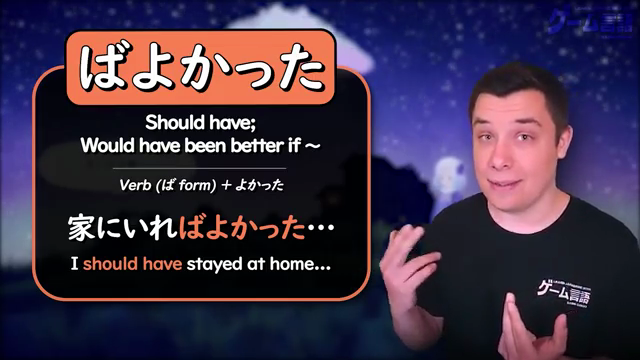 ばよかった
Should have;
Would have been better if ~
Verb (ば form) + よかった
家にいればよかった…
I should have stayed at home...
ゲーム言語
ゲーム言語